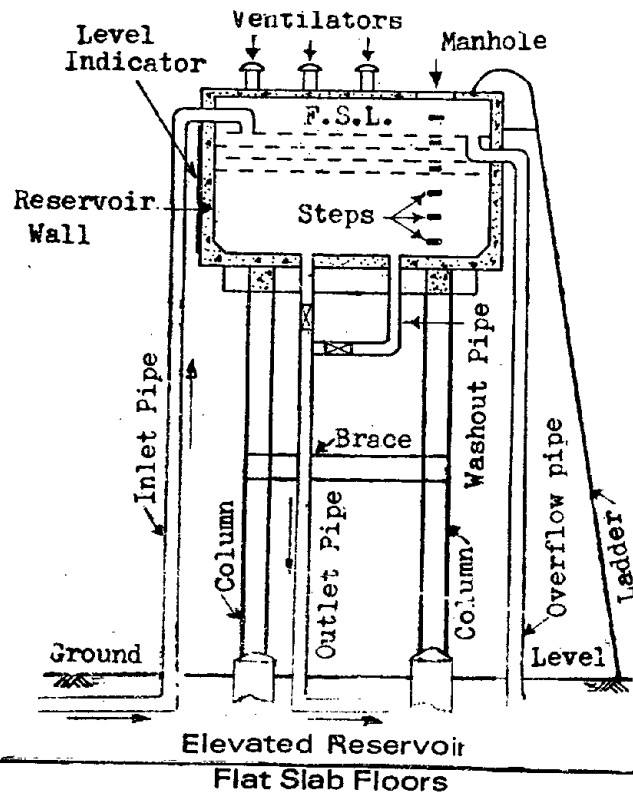 Ventilators
Level
Indicator
Manhole
F.S.L.
Reservoir
Wall
Steps
Inlet Pipe
Washout Pipe
Brace
Column
Outlet Pipe
Column
Overflow pipe
Ladder
Ground
Level
Elevated Reservoir
Flat Slab Floors